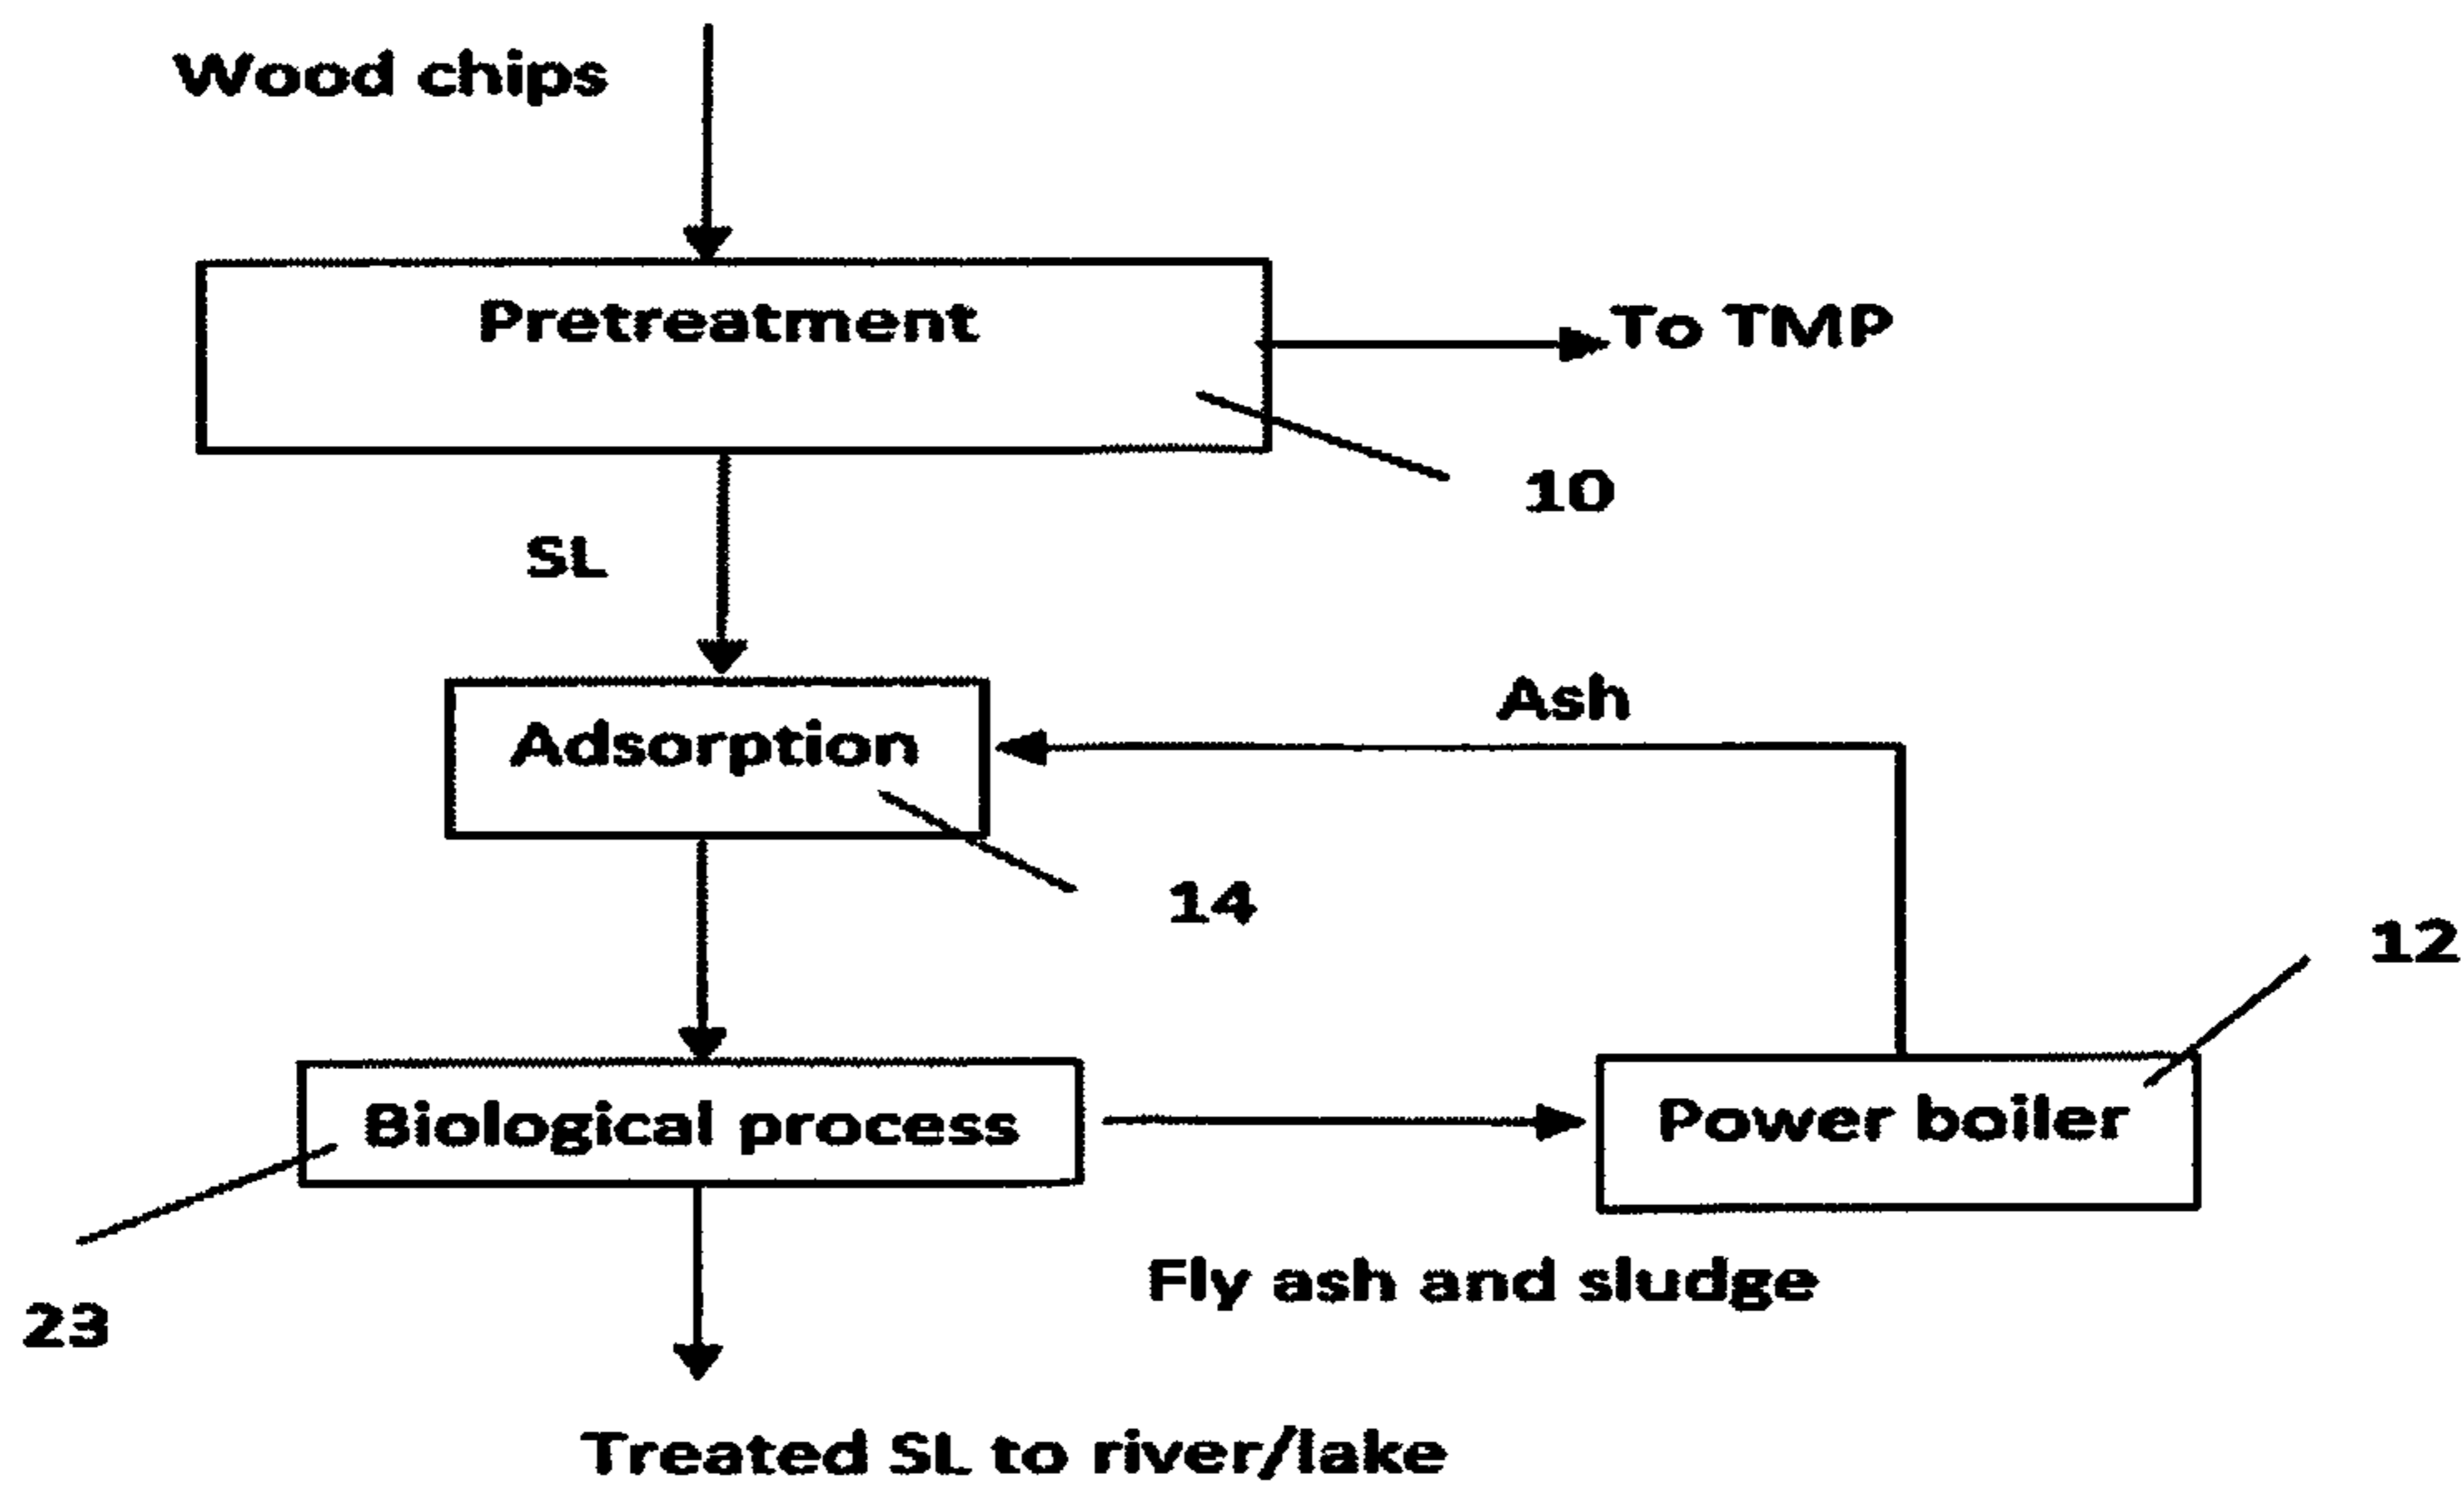 Wood chips
Pretreatment
To TMP
10
SL
Ash
Adsorption
14
12
Biological process
Power boiler
Fly ash and sludge
23
Treated SL to river/lake